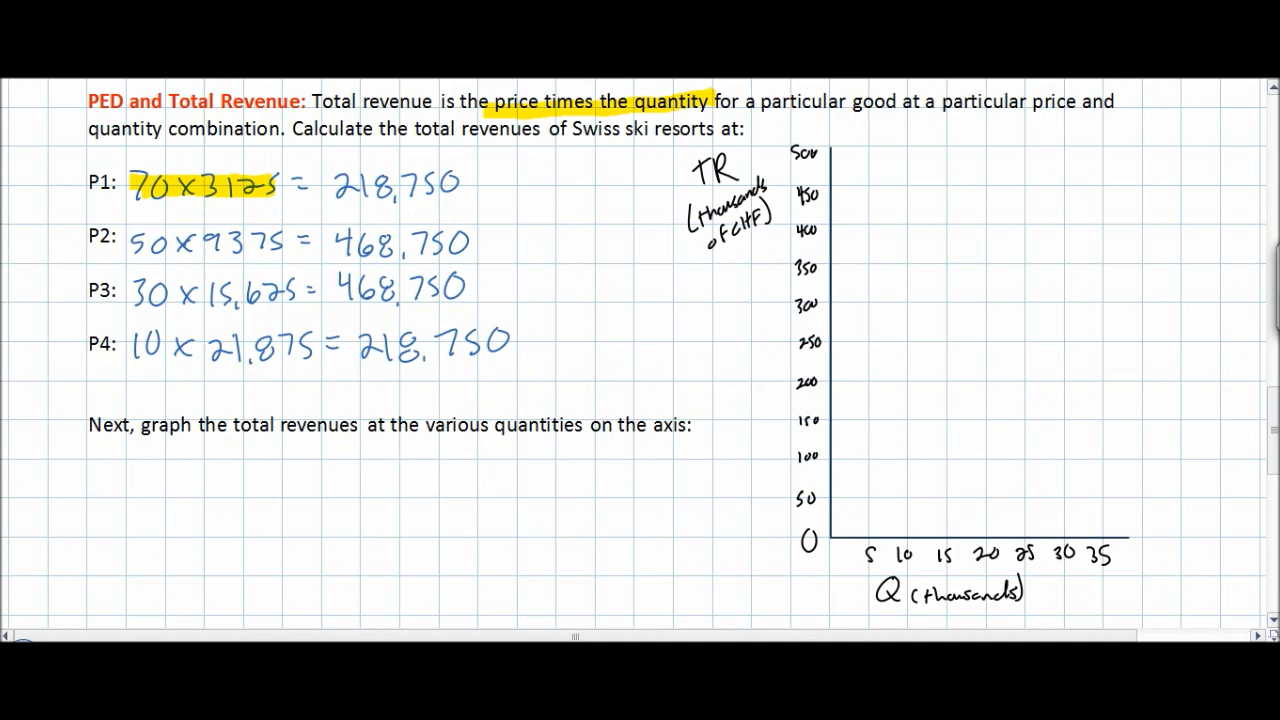 PED and Total Revenue: Total revenue is the price times the quantity for a particular good at a particular price and
quantity combination. Calculate the total revenues of Swiss ski resorts at:
P1: 70 x 3125 = 218,750
P2: 50 x 9375 = 468,750
P3: 30 x 15,625 = 468,750
P4: 10 x 21,875 = 218,750
Next, graph the total revenues at the various quantities on the axis:
TR
(thousands
of CHF)
500
450
400
350
300
250
200
150
100
50
0
5 10 15 20 25 30 35
Q (thousands)